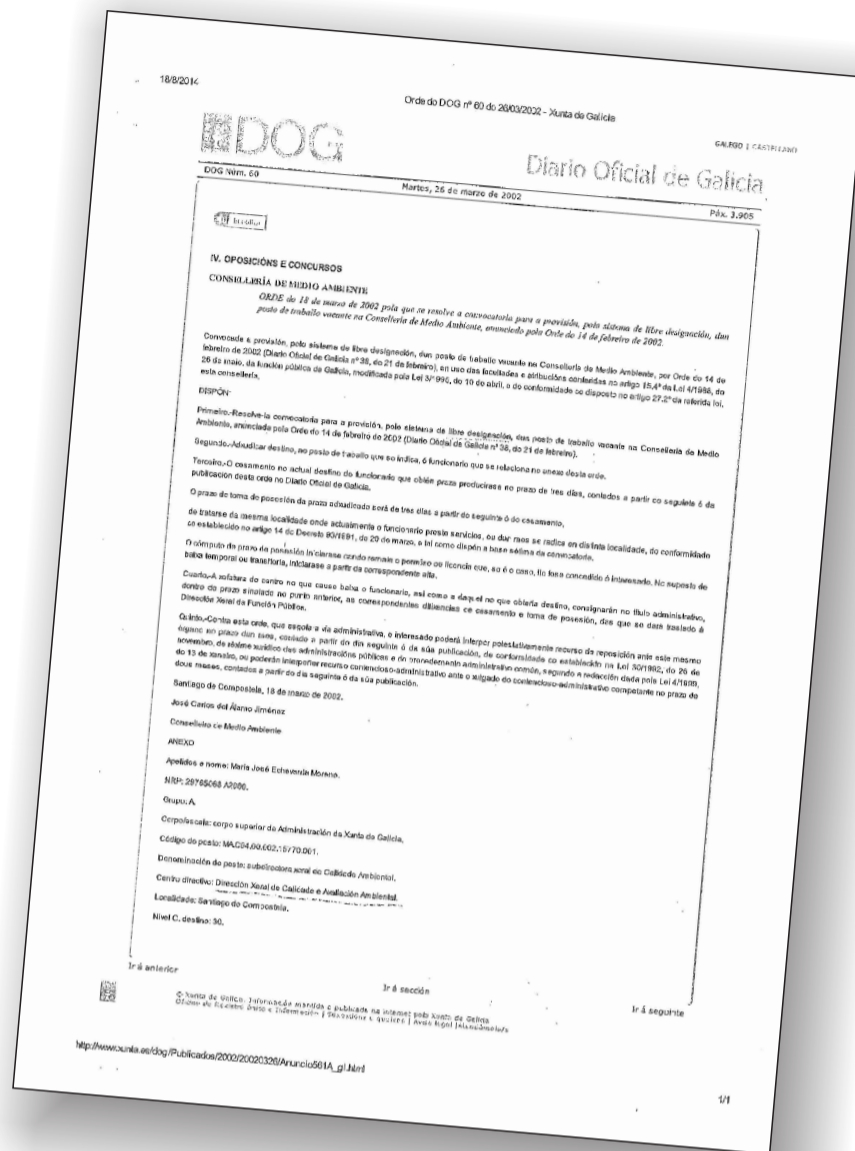 18/8/2014
Orde do DOG nº 60 do 26/03/2002 - Xunta de Galicia
DOG
GALEGO | CASTELLANO
Diario Oficial de Galicia
DOG Núm. 60
Martes, 26 de marzo de 2002
Páx. 3.905
IV. OPOSICIÓNS E CONCURSOS
CONSELLERÍA DE MEDIO AMBIENTE
ORDE do 18 de marzo de 2002 pola que se resolve a convocatoria para a provisión, polo sistema de libre designación, dun
posto de traballo vacante na Consellería de Medio Ambiente, anunciado pola Orde do 14 de febreiro de 2002.
Convocada a provisión, polo sistema de libre designación, dun posto de traballo vacante na Consellería de Medio Ambiente, por Orde do 14 de
febreiro de 2002 (Diario Oficial de Galicia nº 38, do 21 de febreiro), en uso das facultades e atribucións conferidas no artigo 15.4º da Lei 4/1988, do
26 de maio, da función pública de Galicia, modificada pola Lei 3/1995, do 10 de abril, e de conformidade co disposto no artigo 27.2º da referida lei,
esta consellería,
DISPÓN:
Primeiro.-Resolve-la convocatoria para a provisión, polo sistema de libre designación, dun posto de traballo vacante na Consellería de Medio
Ambiente, anunciada pola Orde do 14 de febreiro do 2002 (Diario Oficial de Galicia nº 38, do 21 de febreiro).
Segundo.-Adxudicar destino, no posto de traballo que se indica, ó funcionario que se relaciona no anexo desta orde.
Terceiro.-O cesamento no actual destino do funcionario que obtén praza producirase no prazo de tres días, contados a partir do seguinte ó da
publicación desta orde no Diario Oficial de Galicia.
O prazo de toma de posesión da praza adxudicada será de tres días a partir do seguinte ó do cesamento,
de tratarse da mesma localidade onde actualmente o funcionario presta servicios, ou dun mes se radica en distinta localidade, de conformidade
co establecido no artigo 14 do Decreto 93/1991, do 20 de marzo, e tal como dispón a base sétima da convocatoria.
O cómputo do prazo da posesión iniciarase cando remate o permiso ou licencia que, se é o caso, lle fose concedido ó interesado. No suposto de
baixa temporal ou transitoria, iniciarase a partir da correspondente alta.
Cuarto.-A xefatura do centro no que cause baixa o funcionario, así como a daquel no que obtería destino, consignarán no título administrativo,
dentro do prazo sinalado no punto anterior, as correspondentes dilixencias de cesamento e toma de posesión, das que se dará traslado á
Dirección Xeral da Función Pública.
Quinto.-Contra esta orde, que esgota a vía administrativa, o interesado poderá interpor potestativamente recurso de reposición ante este mesmo
órgano no prazo dun mes, contado a partir do día seguinte ó da súa publicación, de conformidade co establecido na Lei 30/1992, do 26 de
novembro, de réxime xurídico das administracións públicas e do procedemento administrativo común, segundo a redacción dada pola Lei 4/1999,
do 13 de xaneiro, ou poderán interpoñer recurso contencioso-administrativo ante o xulgado do contencioso-administrativo competente no prazo de
dous meses, contados a partir do día seguinte ó da súa publicación.
Santiago de Compostela, 18 de marzo de 2002.
José Carlos del Álamo Jiménez
Conselleiro de Medio Ambiente
ANEXO
Apelidos e nome: María José Echevarría Moreno.
NRP: 29765068 A2000.
Grupo: A.
Corpo/escala: corpo superior da Administración da Xunta de Galicia.
Código do posto: MA.C04.00.002.15770.001.
Denominación do posto: subdirectora xeral de Calidade Ambiental.
Centro directivo: Dirección Xeral de Calidade e Avaliación Ambiental.
Localidade: Santiago de Compostela.
Nivel C. destino: 30.
Ir á anterior
Ir á sección
Ir á seguinte
© Xunta de Galicia. Información mantida e publicada na internet pola Xunta de Galicia
Oficina de Rexistro Único e Información | Suxestións e queixas | Aviso legal |
http://www.xunta.es/dog/Publicados/2002/20020326/Anuncio561A_gl.html
1/1